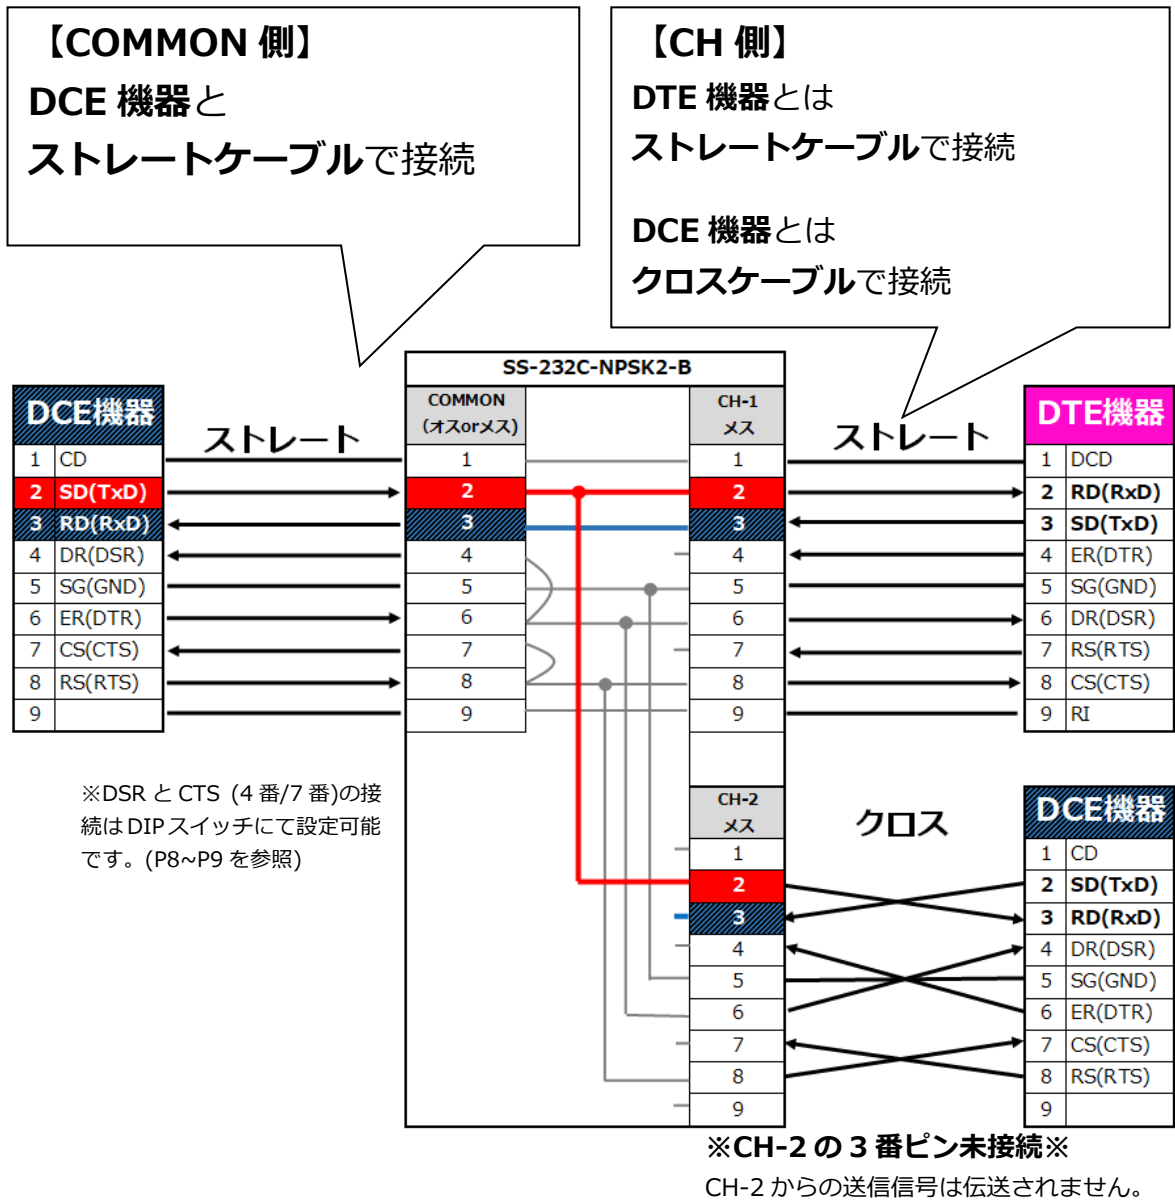 【COMMON 側】
DCE 機器と
ストレートケーブルで接続
【CH 側】
DTE 機器とは
ストレートケーブルで接続
DCE 機器とは
クロスケーブルで接続
SS-232C-NPSK2-B
DCE機器
1 CD
2 SD(TxD)
3 RD(RxD)
4 DR(DSR)
5 SG(GND)
6 ER(DTR)
7 CS(CTS)
8 RS(RTS)
9
ストレート
COMMON
(オスorメス)
1
2
3
4
5
6
7
8
9
CH-1
メス
1
2
3
4
5
6
7
8
9
ストレート
DTE機器
1 DCD
2 RD(RxD)
3 SD(TxD)
4 ER(DTR)
5 SG(GND)
6 DR(DSR)
7 RS(RTS)
8 CS(CTS)
9 RI
※DSR と CTS (4 番/7 番)の接
続は DIP スイッチにて設定可能
です。(P8~P9 を参照)
CH-2
メス
1
2
3
4
5
6
7
8
9
クロス
DCE機器
1 CD
2 SD(TxD)
3 RD(RxD)
4 DR(DSR)
5 SG(GND)
6 ER(DTR)
7 CS(CTS)
8 RS(RTS)
9
※CH-2 の 3 番ピン未接続※
CH-2 からの送信信号は伝送されません。